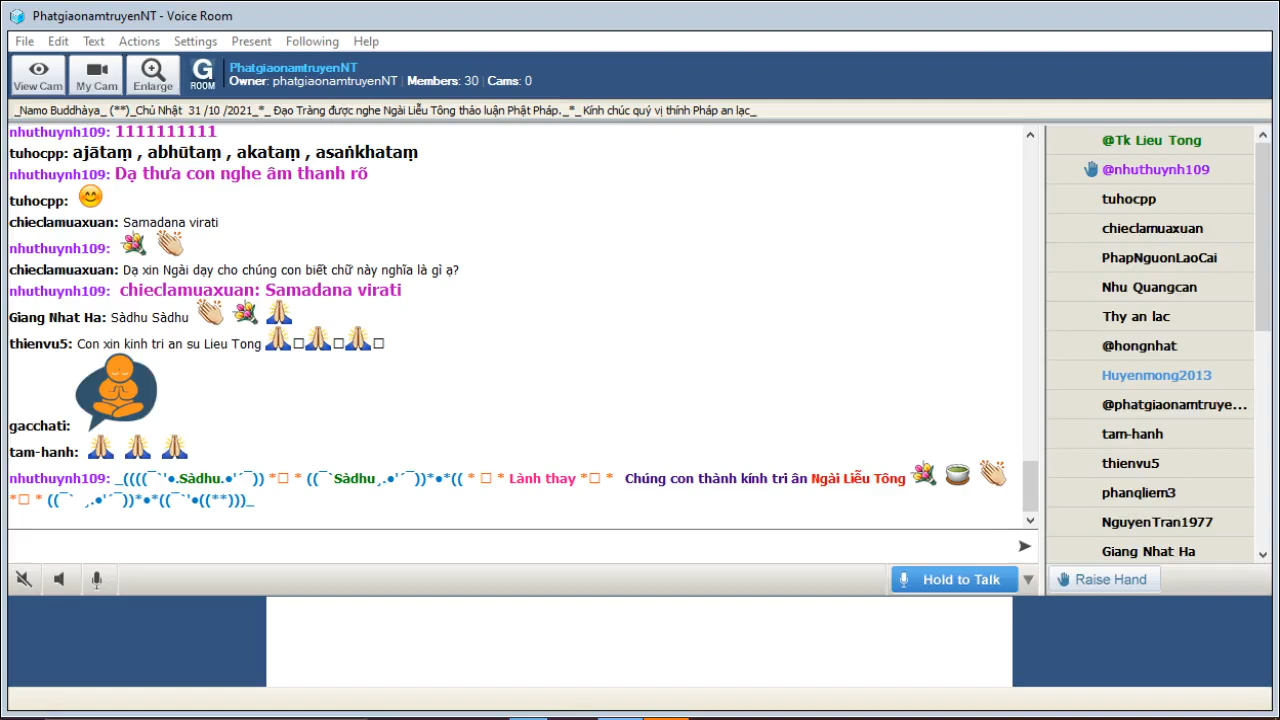 PhatgiaonamtruyenNT - Voice Room
File Edit Text Actions Settings Present Following Help
View Cam My Cam Enlarge G ROOM
PhatgiaonamtruyenNT
Owner: phatgiaonamtruyenNT | Members: 30 | Cams: 0
_Namo Buddhàya_ (**)_Chủ Nhật 31 /10 /2021_*_ Đạo Tràng được nghe Ngài Liễu Tông thảo luận Phật Pháp._*_ Kính chúc quý vị thính Pháp an lạc_
nhuthuynh109: 1111111111
tuhocpp: ajātaṃ , abhūtaṃ , akataṃ , asaṅkhataṃ
nhuthuynh109: Dạ thưa con nghe âm thanh rõ
tuhocpp: 😊
chieclamuaxuan: Samadana virati
nhuthuynh109: 💐 👏
chieclamuaxuan: Dạ xin Ngài dạy cho chúng con biết chữ này nghĩa là gì ạ?
nhuthuynh109: chieclamuaxuan: Samadana virati
Giang Nhat Ha: Sàdhu Sàdhu 👏 💐 🙏
thienvu5: Con xin kinh tri an su Lieu Tong 🙏□🙏□🙏□
gacchati:
tam-hanh: 🙏 🙏 🙏
nhuthuynh109: _((((¯`'•.Sàdhu.•'´¯)) *□ * ((¯`Sàdhu¸.•'´¯))*•*(( * □ * Lành thay *□ * Chúng con thành kính tri ân Ngài Liễu Tông 💐 🍵 👏
*□ * ((¯` ¸.•'´¯))*•*((¯`'•((**)))_
@Tk Lieu Tong
@nhuthuynh109
tuhocpp
chieclamuaxuan
PhapNguonLaoCai
Nhu Quangcan
Thy an lac
@hongnhat
Huyenmong2013
@phatgiaonamtruye...
tam-hanh
thienvu5
phanqliem3
NguyenTran1977
Giang Nhat Ha
Hold to Talk
Raise Hand